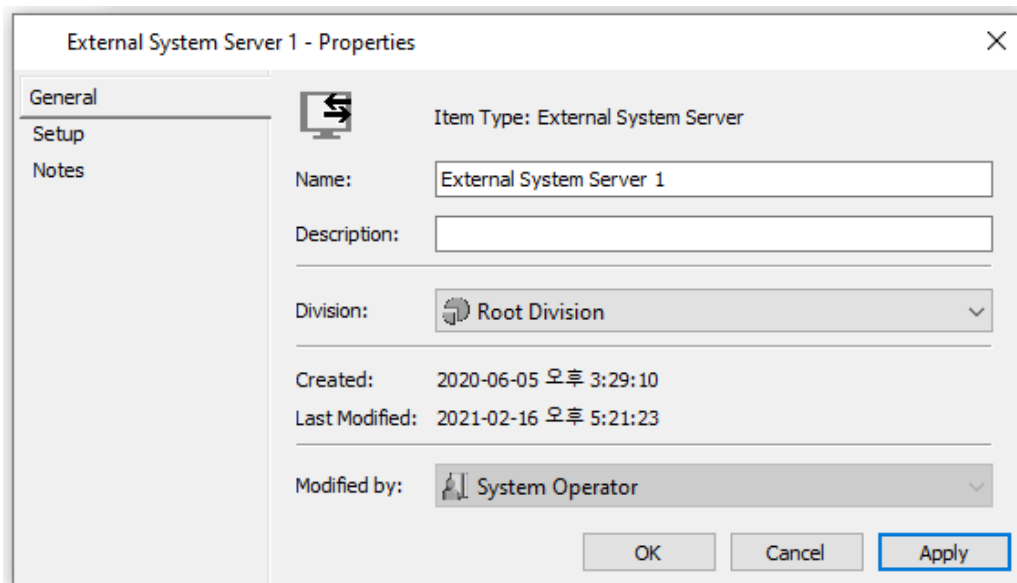 External System Server 1 - Properties
General
Setup
Notes
Item Type: External System Server
Name: External System Server 1
Description:
Division: Root Division
Created: 2020-06-05 오후 3:29:10
Last Modified: 2021-02-16 오후 5:21:23
Modified by: System Operator
OK Cancel Apply